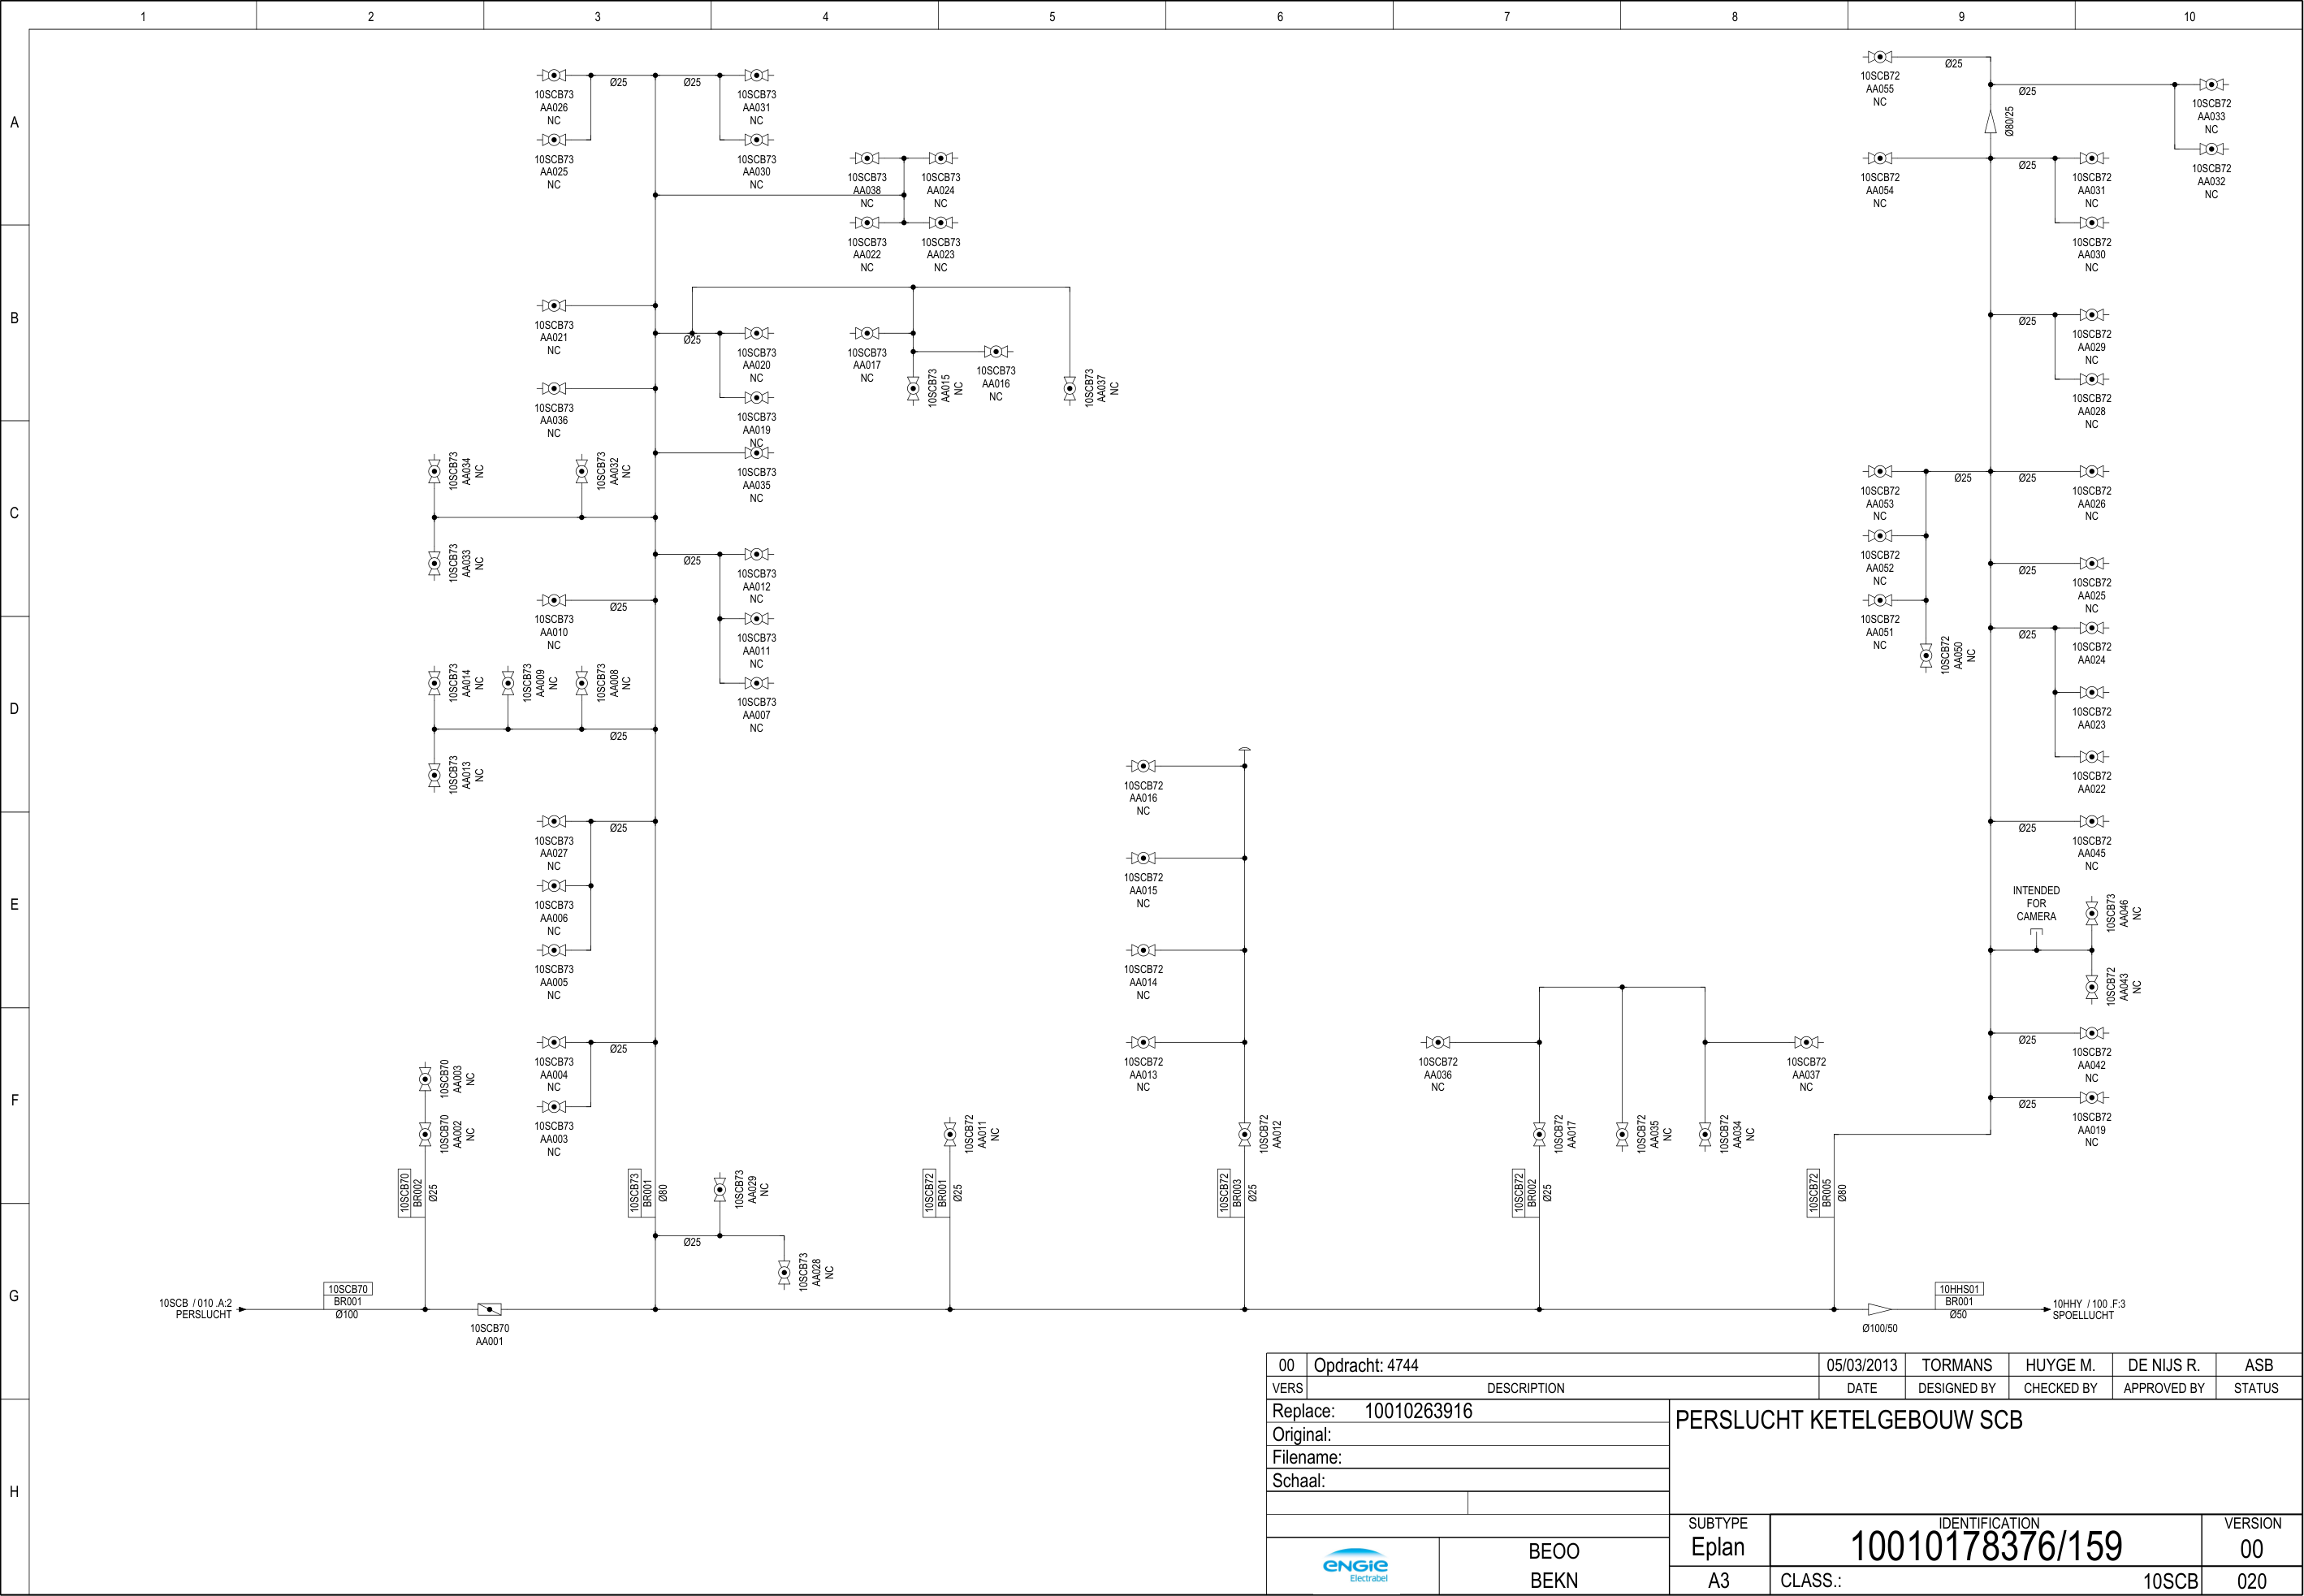 1 2 3 4 5 6 7 8 9 10
A
B
C
D
E
F
G
H
10SCB73
AA026
NC
10SCB73
AA025
NC
Ø25
Ø25
10SCB73
AA031
NC
10SCB73
AA030
NC
10SCB73
AA038
NC
10SCB73
AA024
NC
10SCB73
AA022
NC
10SCB73
AA023
NC
10SCB73
AA021
NC
10SCB73
AA036
NC
Ø25
10SCB73
AA020
NC
10SCB73
AA019
NC
10SCB73
AA035
NC
10SCB73
AA017
NC
10SCB73
AA015
NC
10SCB73
AA016
NC
10SCB73
AA037
NC
10SCB73
AA034
NC
10SCB73
AA032
NC
10SCB73
AA033
NC
Ø25
10SCB73
AA012
NC
10SCB73
AA011
NC
10SCB73
AA007
NC
Ø25
10SCB73
AA010
NC
10SCB73
AA014
NC
10SCB73
AA009
NC
10SCB73
AA008
NC
Ø25
10SCB73
AA013
NC
Ø25
10SCB73
AA027
NC
10SCB73
AA006
NC
10SCB73
AA005
NC
Ø25
10SCB73
AA004
NC
10SCB73
AA003
NC
10SCB70
AA003
NC
10SCB70
AA002
NC
10SCB70
BR002
Ø25
10SCB73
BR001
Ø80
10SCB73
AA029
NC
Ø25
10SCB73
AA028
NC
10SCB / 010 .A:2
PERSLUCHT
10SCB70
BR001
Ø100
10SCB70
AA001
10SCB72
AA011
NC
10SCB72
BR001
Ø25
10SCB72
AA016
NC
10SCB72
AA015
NC
10SCB72
AA014
NC
10SCB72
AA013
NC
10SCB72
AA012
10SCB72
BR003
Ø25
10SCB72
AA036
NC
10SCB72
AA037
NC
10SCB72
AA017
10SCB72
AA035
NC
10SCB72
AA034
NC
10SCB72
BR002
Ø25
10SCB72
BR005
Ø80
10SCB72
AA055
NC
Ø25
Ø25
10SCB72
AA033
NC
10SCB72
AA032
NC
Ø80/25
10SCB72
AA054
NC
Ø25
10SCB72
AA031
NC
10SCB72
AA030
NC
Ø25
10SCB72
AA029
NC
10SCB72
AA028
NC
10SCB72
AA053
NC
Ø25
Ø25
10SCB72
AA026
NC
10SCB72
AA052
NC
10SCB72
AA051
NC
10SCB72
AA050
NC
Ø25
10SCB72
AA025
NC
Ø25
10SCB72
AA024
10SCB72
AA023
10SCB72
AA022
Ø25
10SCB72
AA045
NC
INTENDED
FOR
CAMERA
10SCB73
AA046
NC
10SCB72
AA043
NC
Ø25
10SCB72
AA042
NC
Ø25
10SCB72
AA019
NC
Ø100/50
10HHS01
BR001
Ø50
10HHY / 100 .F:3
SPOELLUCHT
00 Opdracht: 4744 05/03/2013 TORMANS HUYGE M. DE NIJS R. ASB
VERS DESCRIPTION DATE DESIGNED BY CHECKED BY APPROVED BY STATUS
Replace: 10010263916
Original:
Filename:
Schaal:
PERSLUCHT KETELGEBOUW SCB
ENGIE
Electrabel
BEOO
BEKN
SUBTYPE
Eplan
A3
IDENTIFICATION
10010178376/159
CLASS.: 10SCB
VERSION
00
020